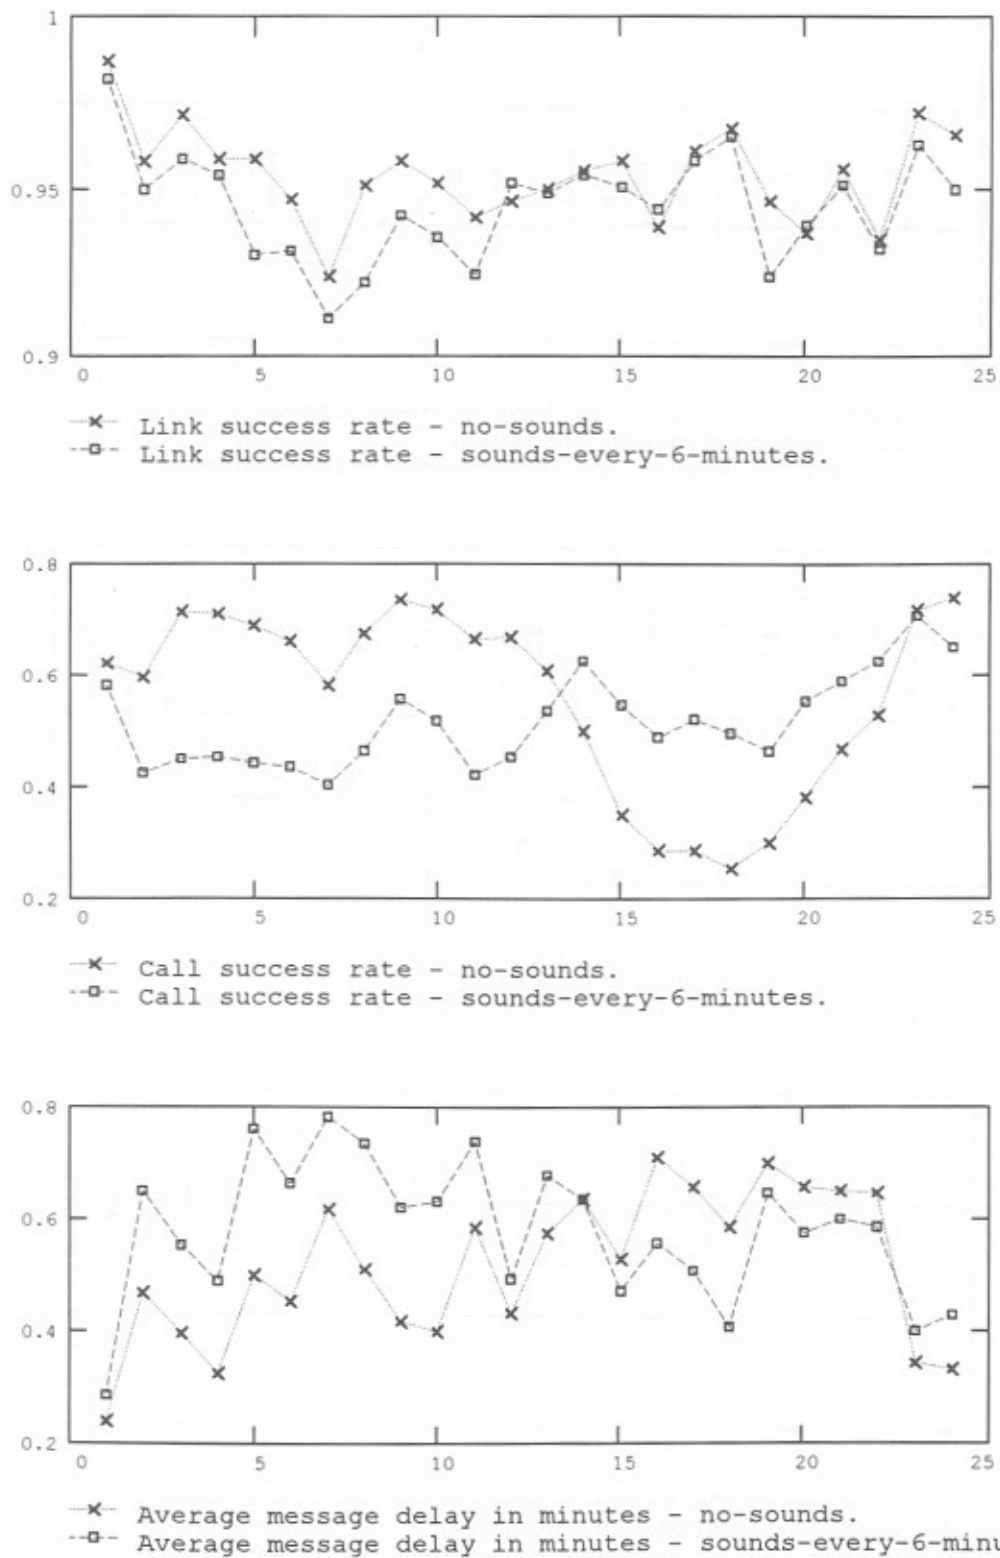 1
0.95
0.9
0 5 10 15 20 25
Link success rate - no-sounds.
Link success rate - sounds-every-6-minutes.
0.8
0.6
0.4
0.2
0 5 10 15 20 25
Call success rate - no-sounds.
Call success rate - sounds-every-6-minutes.
0.8
0.6
0.4
0.2
0 5 10 15 20 25
Average message delay in minutes - no-sounds.
Average message delay in minutes - sounds-every-6-minu